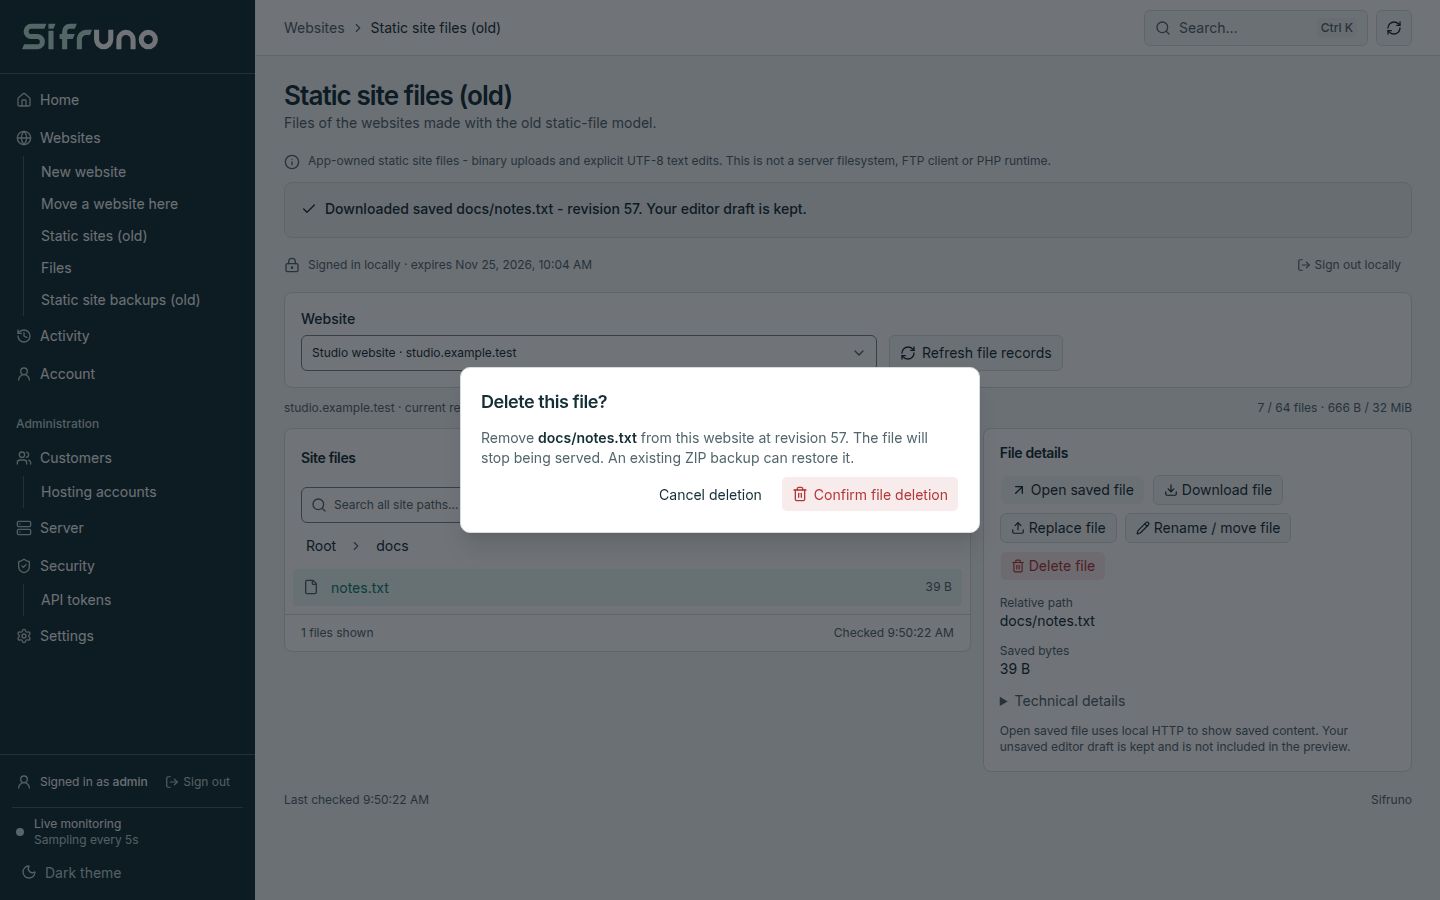 Sifruno
Home
Websites
New website
Move a website here
Static sites (old)
Files
Static site backups (old)
Activity
Account
Administration
Customers
Hosting accounts
Server
Security
API tokens
Settings
Signed in as admin
Sign out
Live monitoring
Sampling every 5s
Dark theme
Websites > Static site files (old)
Search...
Ctrl K
Static site files (old)
Files of the websites made with the old static-file model.
App-owned static site files - binary uploads and explicit UTF-8 text edits. This is not a server filesystem, FTP client or PHP runtime.
Downloaded saved docs/notes.txt - revision 57. Your editor draft is kept.
Signed in locally · expires Nov 25, 2026, 10:04 AM
Sign out locally
Website
Studio website · studio.example.test
Refresh file records
studio.example.test · current re
7 / 64 files · 666 B / 32 MiB
Delete this file?
Remove docs/notes.txt from this website at revision 57. The file will
stop being served. An existing ZIP backup can restore it.
Cancel deletion
Confirm file deletion
Site files
Search all site paths...
Root > docs
notes.txt
39 B
1 files shown
Checked 9:50:22 AM
File details
Open saved file
Download file
Replace file
Rename / move file
Delete file
Relative path
docs/notes.txt
Saved bytes
39 B
Technical details
Open saved file uses local HTTP to show saved content. Your
unsaved editor draft is kept and is not included in the preview.
Last checked 9:50:22 AM
Sifruno